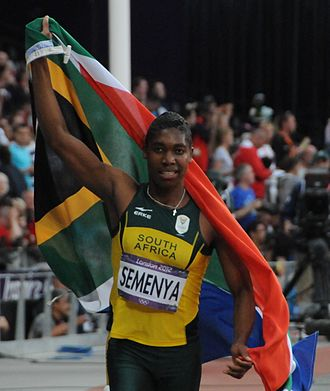 erke
SOUTH
AFRICA
London 2012
SEMENYA